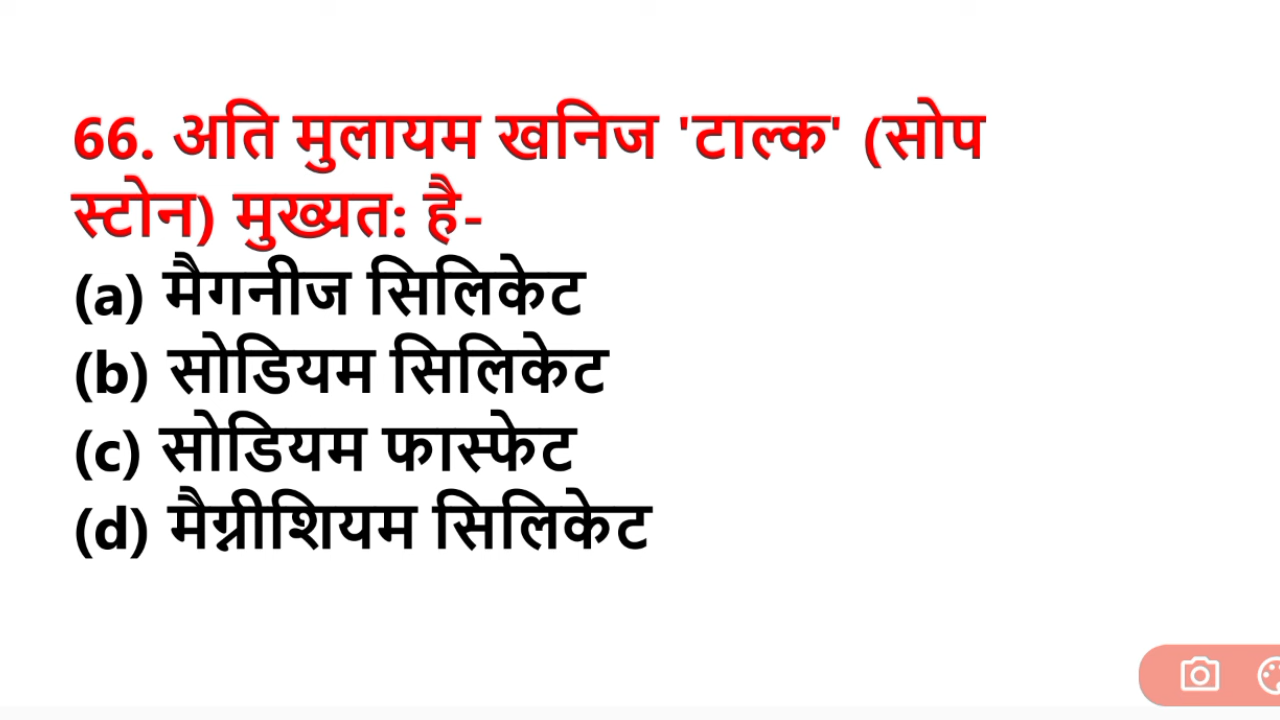 66. अति मुलायम खनिज 'टाल्क' (सोप
स्टोन) मुख्यत: है-
(a) मैगनीज सिलिकेट
(b) सोडियम सिलिकेट
(c) सोडियम फास्फेट
(d) मैग्नीशियम सिलिकेट